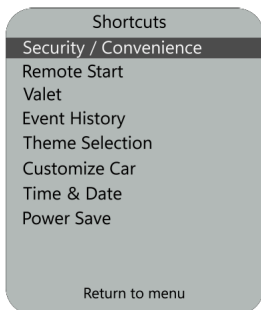 Shortcuts
Security / Convenience
Remote Start
Valet
Event History
Theme Selection
Customize Car
Time & Date
Power Save
Return to menu